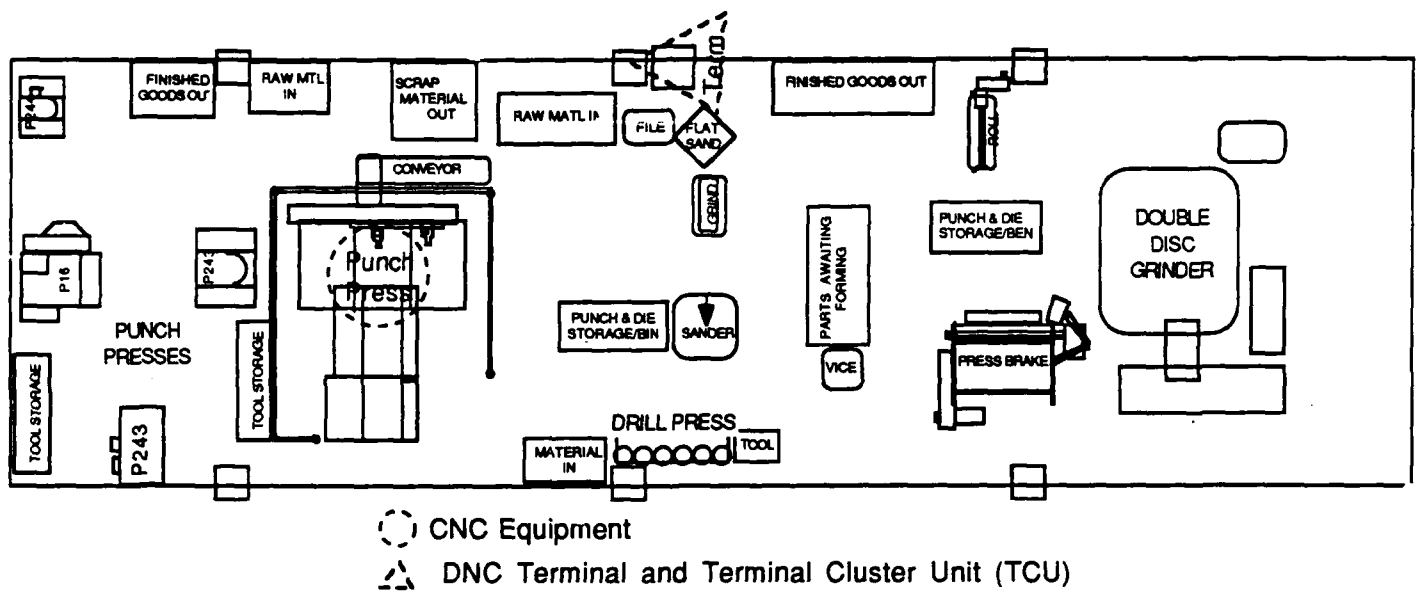 P244
FINISHED
GOODS OUT
RAW MTL
IN
SCRAP
MATERIAL
OUT
RAW MATL IN
FILE
FLAT
SAND
Term
FINISHED GOODS OUT
ROLL
CONVEYOR
GRIND
P16
P243
Punch
Press
PARTS AWAITING
FORMING
PUNCH & DIE
STORAGE/BEN
DOUBLE
DISC
GRINDER
PUNCH
PRESSES
TOOL STORAGE
PUNCH & DIE
STORAGE/BIN
SANDER
VICE
PRESS BRAKE
TOOL STORAGE
P243
DRILL PRESS
TOOL
MATERIAL
IN
CNC Equipment
DNC Terminal and Terminal Cluster Unit (TCU)